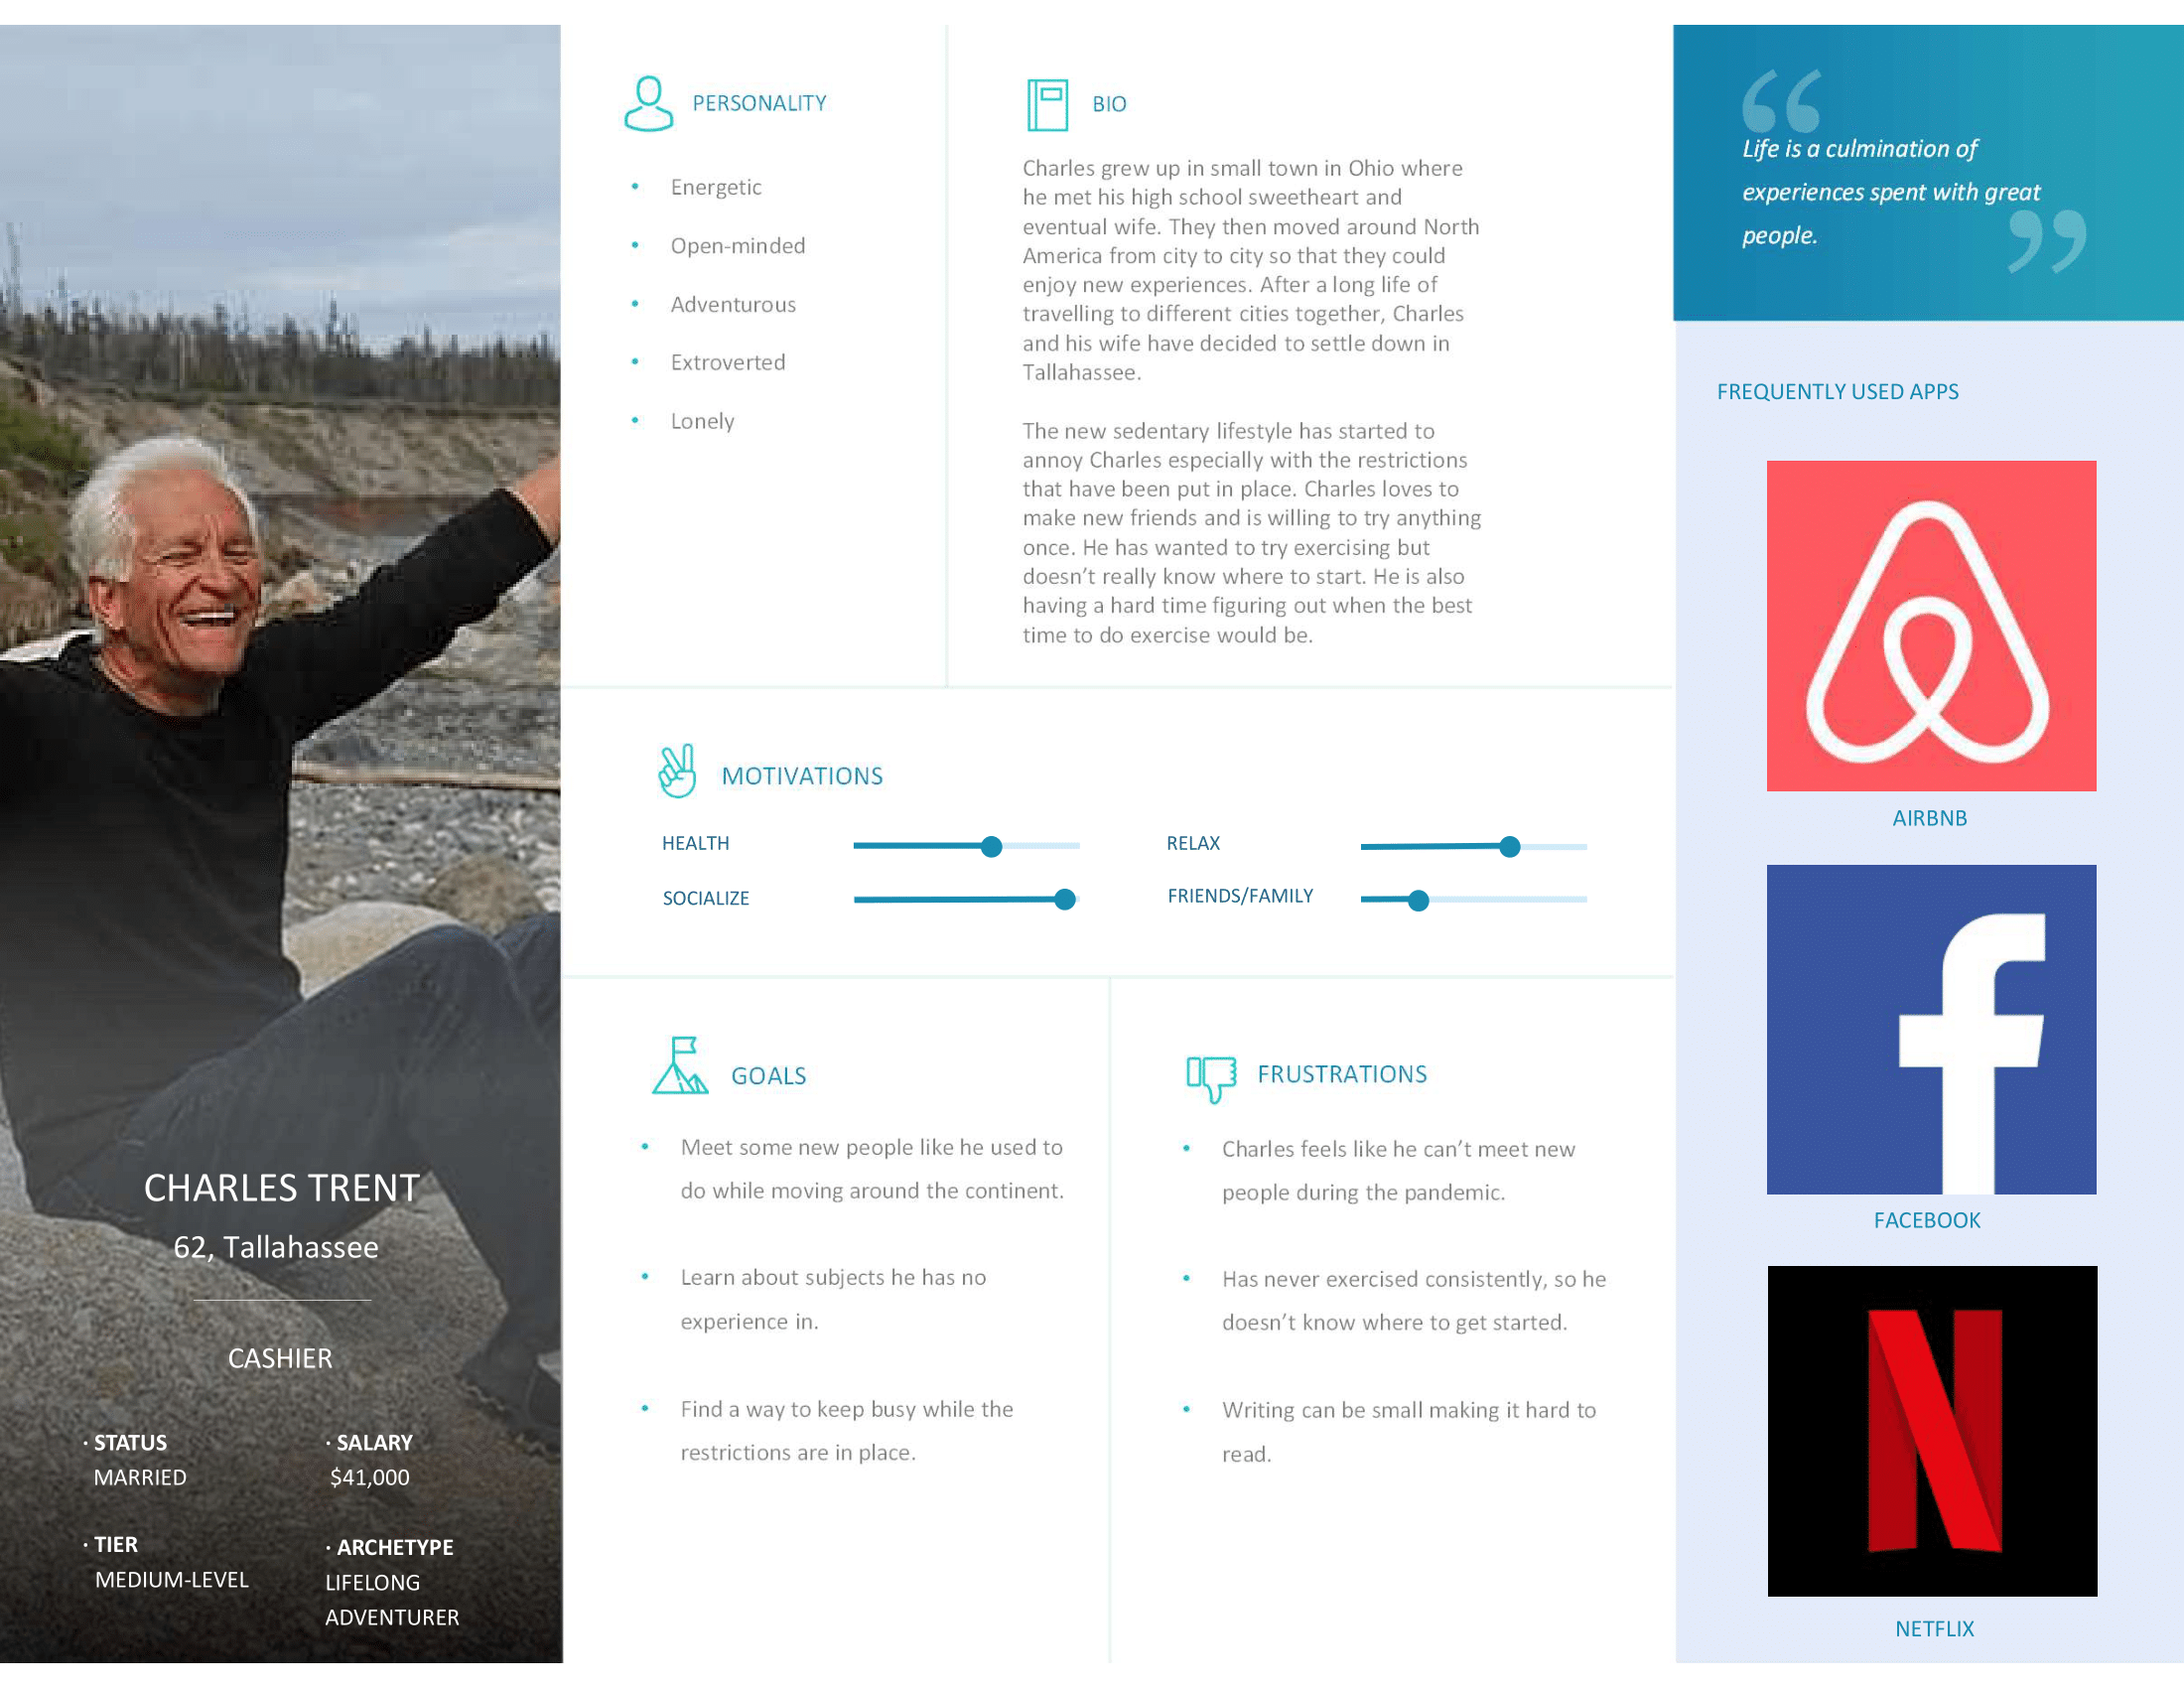 CHARLES TRENT
62, Tallahassee
CASHIER
· STATUS
MARRIED
· SALARY
$41,000
· TIER
MEDIUM-LEVEL
· ARCHETYPE
LIFELONG
ADVENTURER
PERSONALITY
• Energetic
• Open-minded
• Adventurous
• Extroverted
• Lonely
BIO
Charles grew up in small town in Ohio where
he met his high school sweetheart and
eventual wife. They then moved around North
America from city to city so that they could
enjoy new experiences. After a long life of
travelling to different cities together, Charles
and his wife have decided to settle down in
Tallahassee.
The new sedentary lifestyle has started to
annoy Charles especially with the restrictions
that have been put in place. Charles loves to
make new friends and is willing to try anything
once. He has wanted to try exercising but
doesn’t really know where to start. He is also
having a hard time figuring out when the best
time to do exercise would be.
MOTIVATIONS
HEALTH
RELAX
SOCIALIZE
FRIENDS/FAMILY
GOALS
• Meet some new people like he used to
do while moving around the continent.
• Learn about subjects he has no
experience in.
• Find a way to keep busy while the
restrictions are in place.
FRUSTRATIONS
• Charles feels like he can’t meet new
people during the pandemic.
• Has never exercised consistently, so he
doesn’t know where to get started.
• Writing can be small making it hard to
read.
“
Life is a culmination of
experiences spent with great
people.
”
FREQUENTLY USED APPS
AIRBNB
f
FACEBOOK
N
NETFLIX